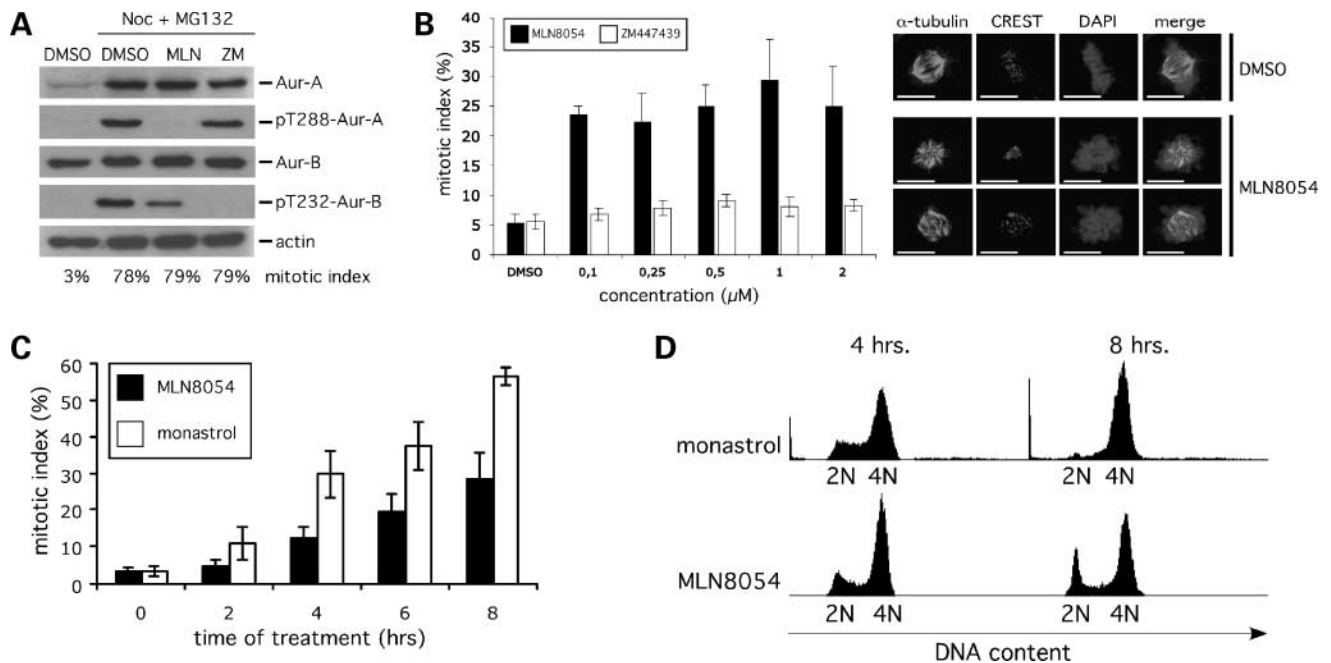 A
Noc + MG132
DMSO DMSO MLN ZM
Aur-A
pT288-Aur-A
Aur-B
pT232-Aur-B
actin
3% 78% 79% 79% mitotic index
B
MLN8054 ZM447439
mitotic index (%)
40
35
30
25
20
15
10
5
0
DMSO 0,1 0,25 0,5 1 2
concentration (µM)
α-tubulin CREST DAPI merge
DMSO
MLN8054
C
MLN8054
monastrol
mitotic index (%)
60
50
40
30
20
10
0
0 2 4 6 8
time of treatment (hrs)
D
4 hrs. 8 hrs.
monastrol
2N 4N 2N 4N
MLN8054
2N 4N 2N 4N
DNA content